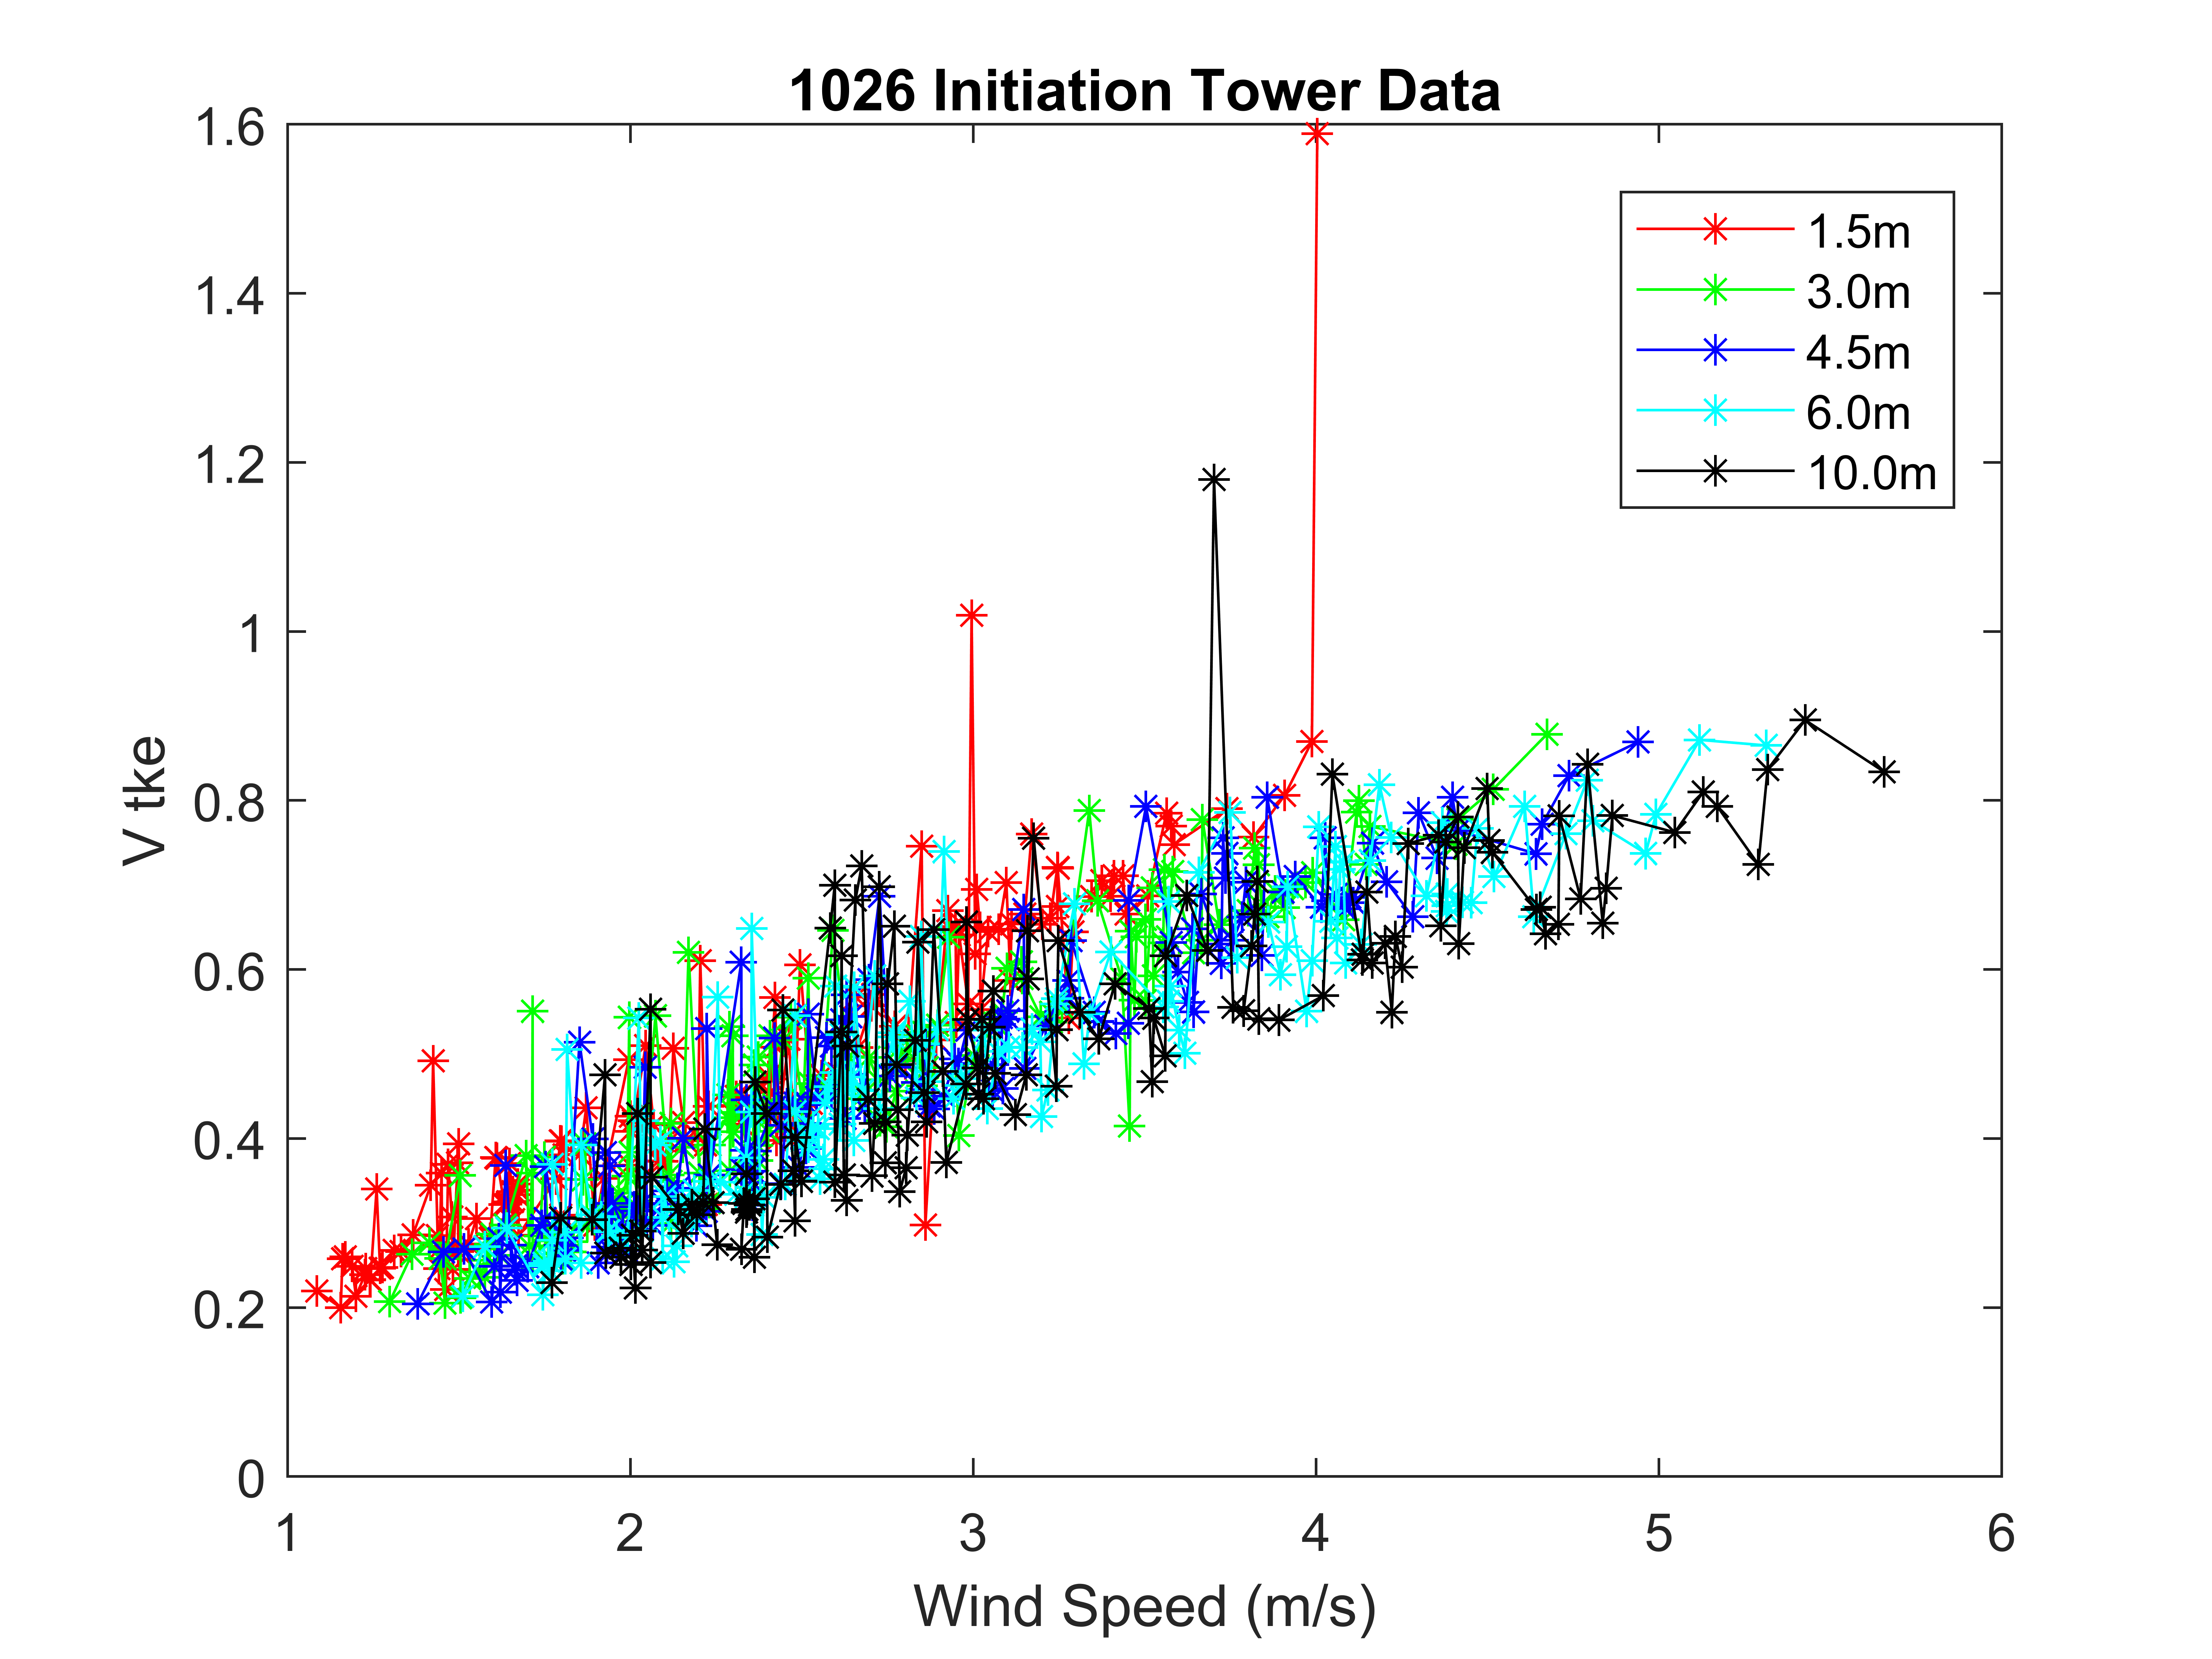 1026 Initiation Tower Data
1.6
1.4
1.2
1
0.8
0.6
0.4
0.2
0
V tke
1.5m
3.0m
4.5m
6.0m
10.0m
1 2 3 4 5 6
Wind Speed (m/s)